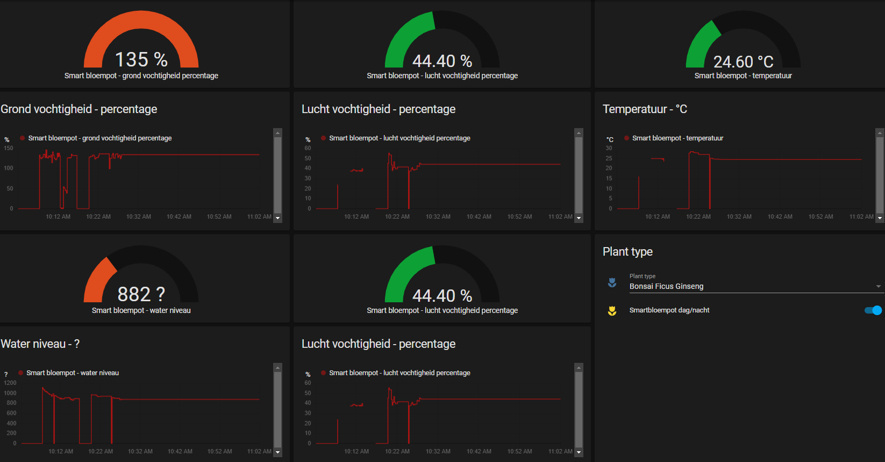 135 %
Smart bloempot - grond vochtigheid percentage
44.40 %
Smart bloempot - lucht vochtigheid percentage
24.60 °C
Smart bloempot - temperatuur
Grond vochtigheid - percentage
%
Smart bloempot - grond vochtigheid percentage
150
100
50
0
10:12 AM 10:22 AM 10:32 AM 10:42 AM 10:52 AM 11:02 AM
Lucht vochtigheid - percentage
%
Smart bloempot - lucht vochtigheid percentage
60
50
40
30
20
10
0
10:12 AM 10:22 AM 10:32 AM 10:42 AM 10:52 AM 11:02 AM
Temperatuur - °C
°C
Smart bloempot - temperatuur
30
25
20
15
10
5
0
10:12 AM 10:22 AM 10:32 AM 10:42 AM 10:52 AM 11:02 AM
882 ?
Smart bloempot - water niveau
44.40 %
Smart bloempot - lucht vochtigheid percentage
Plant type
Plant type
Bonsai Ficus Ginseng
Smartbloempot dag/nacht
Water niveau - ?
?
Smart bloempot - water niveau
1200
1000
800
600
400
200
0
10:12 AM 10:22 AM 10:32 AM 10:42 AM 10:52 AM 11:02 AM
Lucht vochtigheid - percentage
%
Smart bloempot - lucht vochtigheid percentage
60
50
40
30
20
10
0
10:12 AM 10:22 AM 10:32 AM 10:42 AM 10:52 AM 11:02 AM